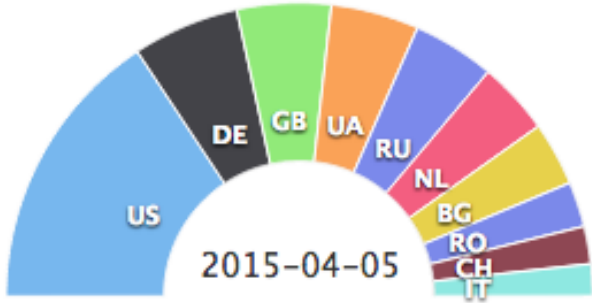 US
DE
GB
UA
RU
NL
BG
RO
CH
IT
2015-04-05